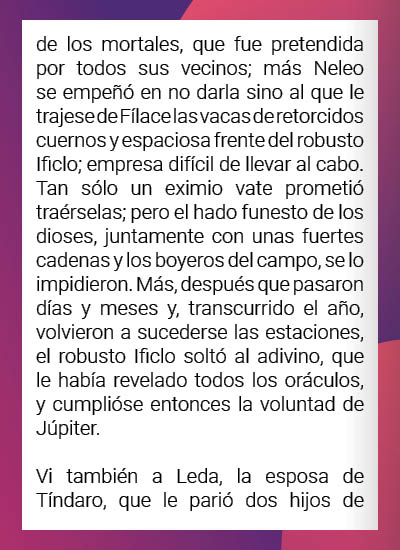 de los mortales, que fue pretendida
por todos sus vecinos; más Neleo
se empeñó en no darla sino al que le
trajese de Fílace las vacas de retorcidos
cuernos y espaciosa frente del robusto
Ificlo; empresa difícil de llevar al cabo.
Tan sólo un eximio vate prometió
traérselas; pero el hado funesto de los
dioses, juntamente con unas fuertes
cadenas y los boyeros del campo, se lo
impidieron. Más, después que pasaron
días y meses y, transcurrido el año,
volvieron a sucederse las estaciones,
el robusto Ificlo soltó al adivino, que
le había revelado todos los oráculos,
y cumplióse entonces la voluntad de
Júpiter.
Vi también a Leda, la esposa de
Tíndaro, que le parió dos hijos de